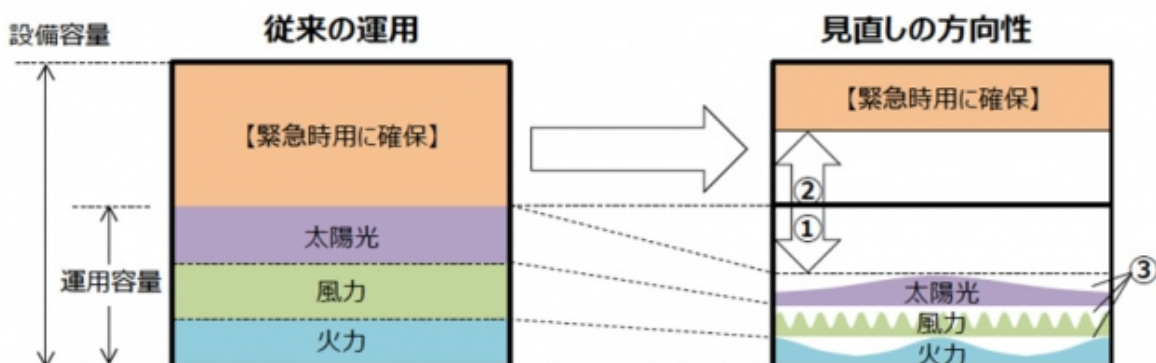 設備容量
従来の運用
見直しの方向性
【緊急時用に確保】
【緊急時用に確保】
②
①
太陽光
運用容量
風力
火力
③
太陽光
風力
火力